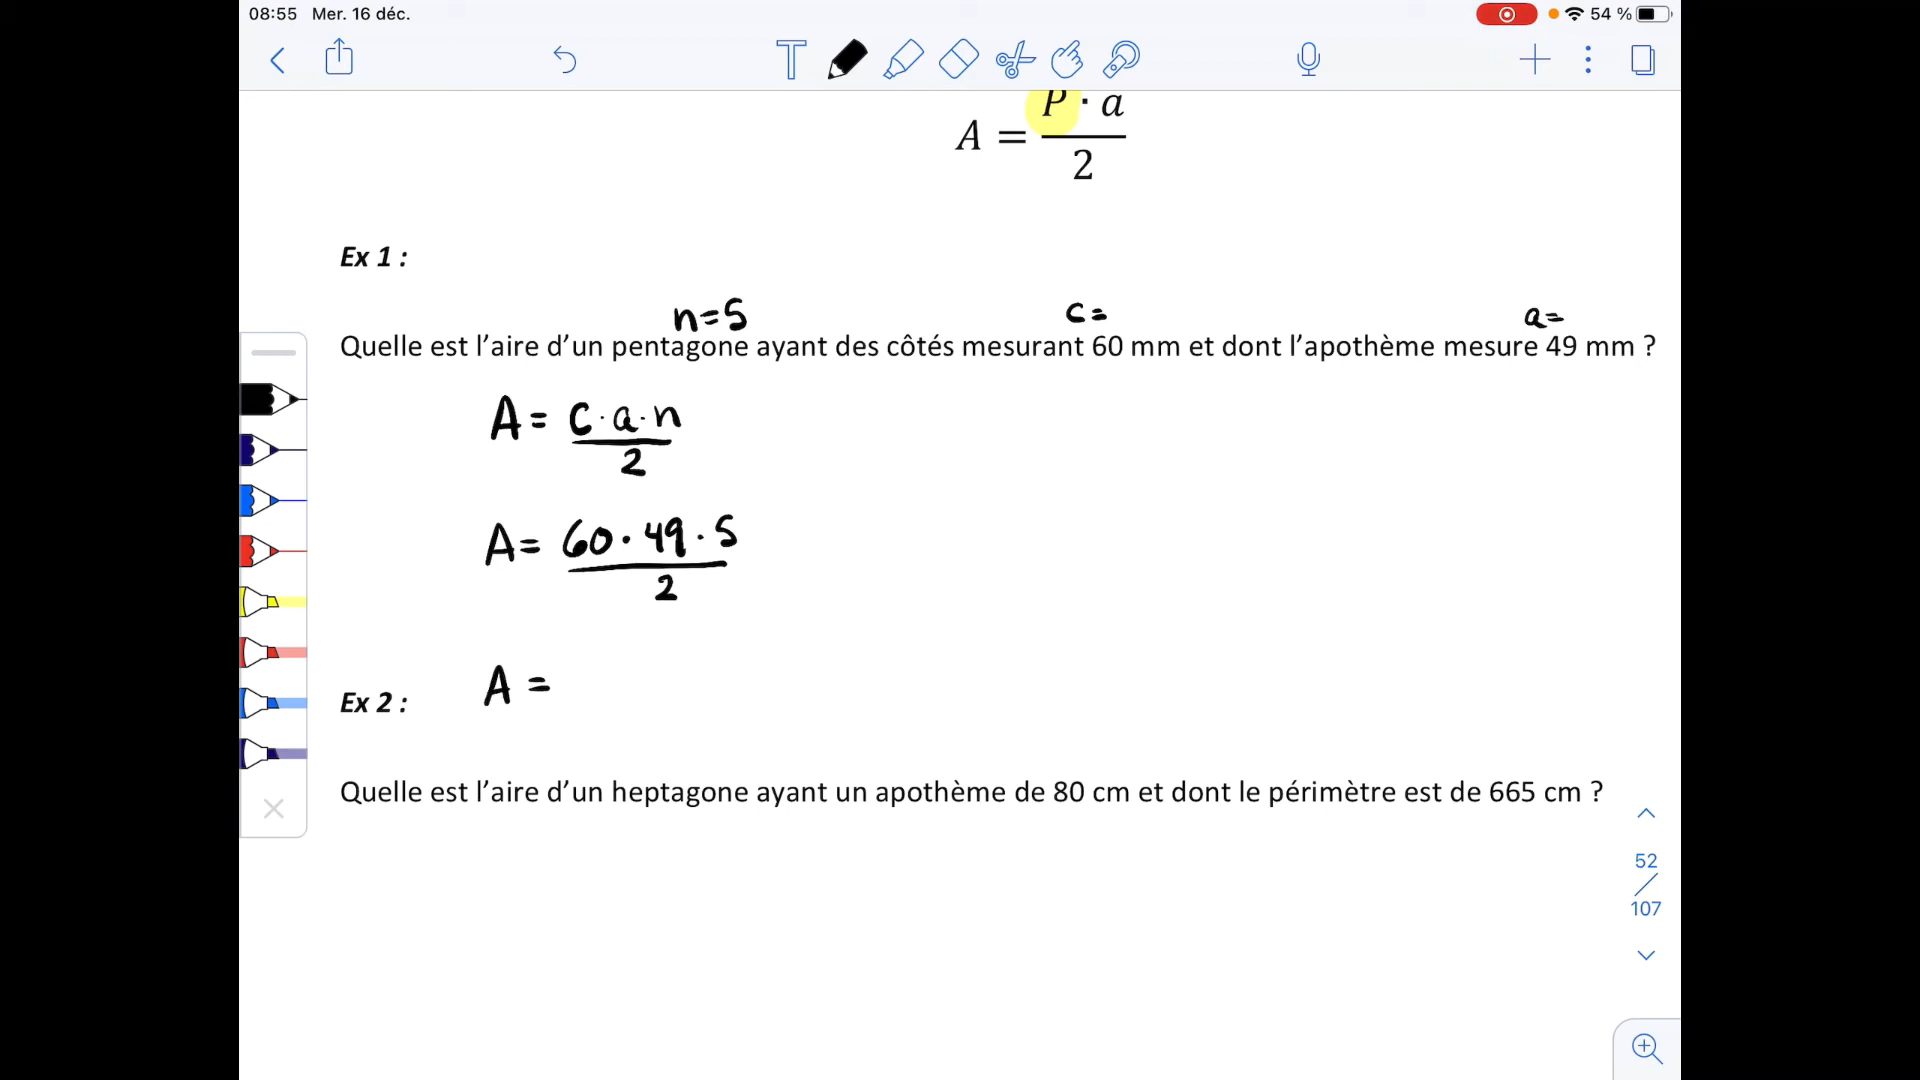 08:55 Mer. 16 déc.
54 %
T
A = P · a / 2
Ex 1 :
n=5 c= a=
Quelle est l’aire d’un pentagone ayant des côtés mesurant 60 mm et dont l’apothème mesure 49 mm ?
A = c·a·n / 2
A = 60·49·5 / 2
A =
Ex 2 :
Quelle est l’aire d’un heptagone ayant un apothème de 80 cm et dont le périmètre est de 665 cm ?
52
107